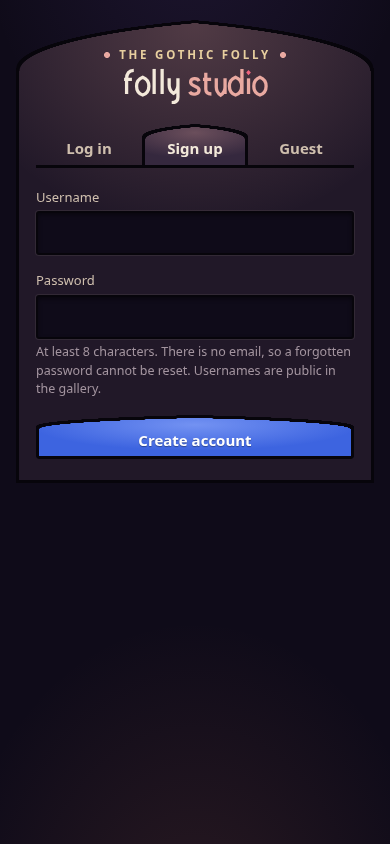 THE GOTHIC FOLLY
folly studio
Log in
Sign up
Guest
Username
Password
At least 8 characters. There is no email, so a forgotten
password cannot be reset. Usernames are public in
the gallery.
Create account